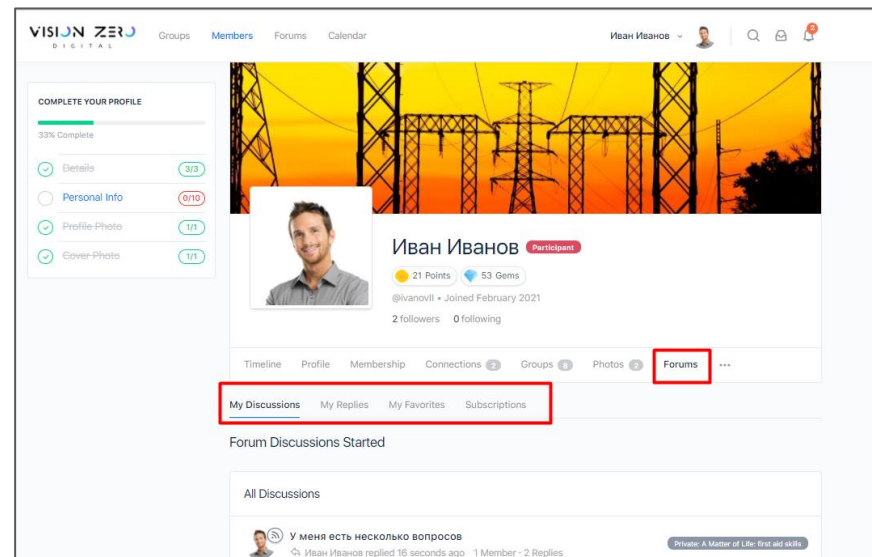 VISION ZERO
DIGITAL
Groups Members Forums Calendar
Иван Иванов
2
COMPLETE YOUR PROFILE
33% Complete
Details 3/3
Personal Info 0/10
Profile Photo 1/1
Cover Photo 1/1
Иван Иванов Participant
21 Points 53 Gems
@ivanovII • Joined February 2021
2 followers 0 following
Timeline Profile Membership Connections 2 Groups 6 Photos 2 Forums ...
My Discussions My Replies My Favorites Subscriptions
Forum Discussions Started
All Discussions
У меня есть несколько вопросов
Private: A Matter of Life: first aid skills
Иван Иванов replied 16 seconds ago 1 Member · 2 Replies